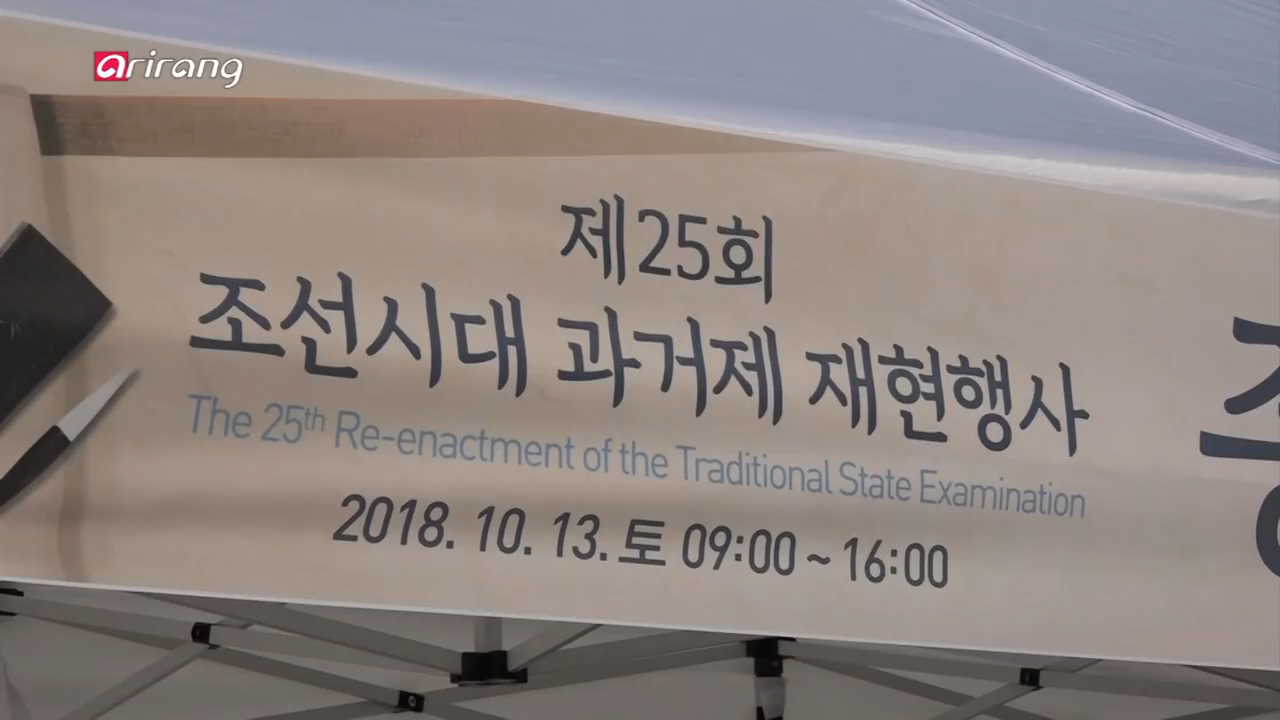 arirang
제25회
조선시대 과거제 재현행사
The 25th Re-enactment of the Traditional State Examination
2018. 10. 13. 토 09:00 ~ 16:00